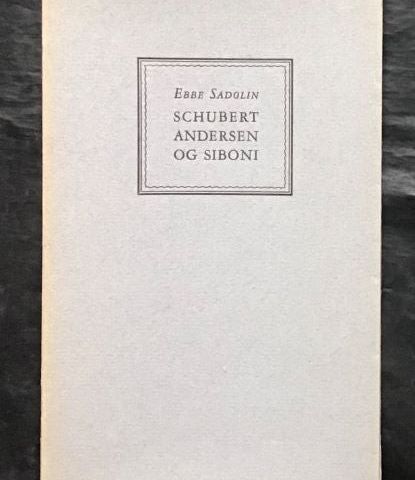 Ebbe Sadolin
SCHUBERT
ANDERSEN
OG SIBONI